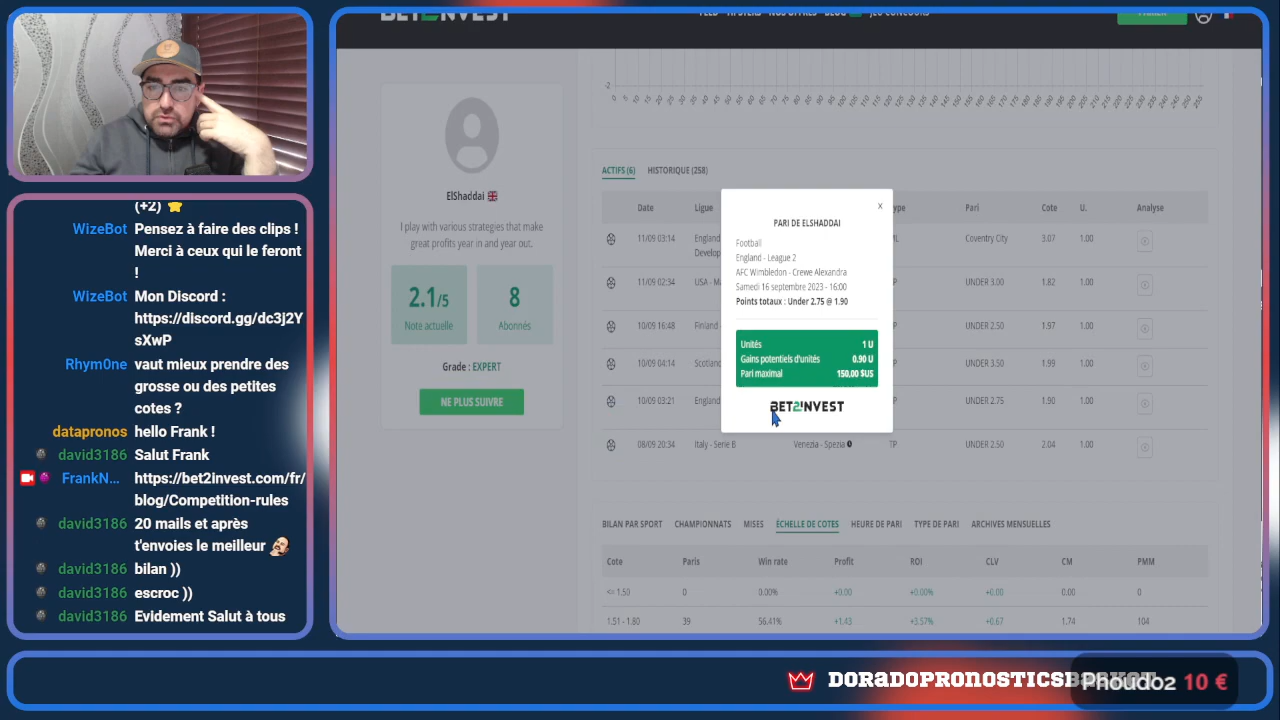 (+2)
WizeBot Pensez à faire des clips !
Merci à ceux qui le feront
!
WizeBot Mon Discord :
https://discord.gg/dc3j2Y
sXwP
Rhym0ne vaut mieux prendre des
grosse ou des petites
cotes ?
datapronos hello Frank !
david3186 Salut Frank
FrankN... https://bet2invest.com/fr/
blog/Competition-rules
david3186 20 mails et après
t'envoies le meilleur
david3186 bilan ))
david3186 escroc ))
david3186 Evidement Salut à tous
BET2INVEST
ElShaddai
I play with various strategies that make
great profits year in and year out.
2.1/5
Note actuelle
8
Abonnés
Grade : EXPERT
NE PLUS SUIVRE
-2
ACTIFS (6) HISTORIQUE (258)
Date Ligue Pari Cote U. Analyse
11/09 03:14 England Coventry City 3.07 1.00
11/09 02:34 UNDER 3.00 1.82 1.00
10/09 16:48 Finland UNDER 2.50 1.97 1.00
10/09 04:14 UNDER 3.50 1.99 1.00
10/09 03:21 UNDER 2.75 1.90 1.00
08/09 20:34 Italy - Serie B Venezia - Spezia TP UNDER 2.50 2.04 1.00
X
PARI DE ELSHADDAI
Football
England - League 2
AFC Wimbledon - Crewe Alexandra
Samedi 16 septembre 2023 - 16:00
Points totaux : Under 2.75 @ 1.90
Unités 1 U
Gains potentiels d'unités 0.90 U
Pari maximal 150,00 $US
BET2INVEST
BILAN PAR SPORT CHAMPIONNATS MISES ÉCHELLE DE COTES HEURE DE PARI TYPE DE PARI ARCHIVES MENSUELLES
Cote Paris Win rate Profit ROI CLV CM PMM
<= 1.50 0 0.00% +0.00 +0.00% +0.00 0.00 0
1.51 - 1.80 39 56.41% +1.43 +3.57% +0.67 1.74 104
Phoudo2 10 €